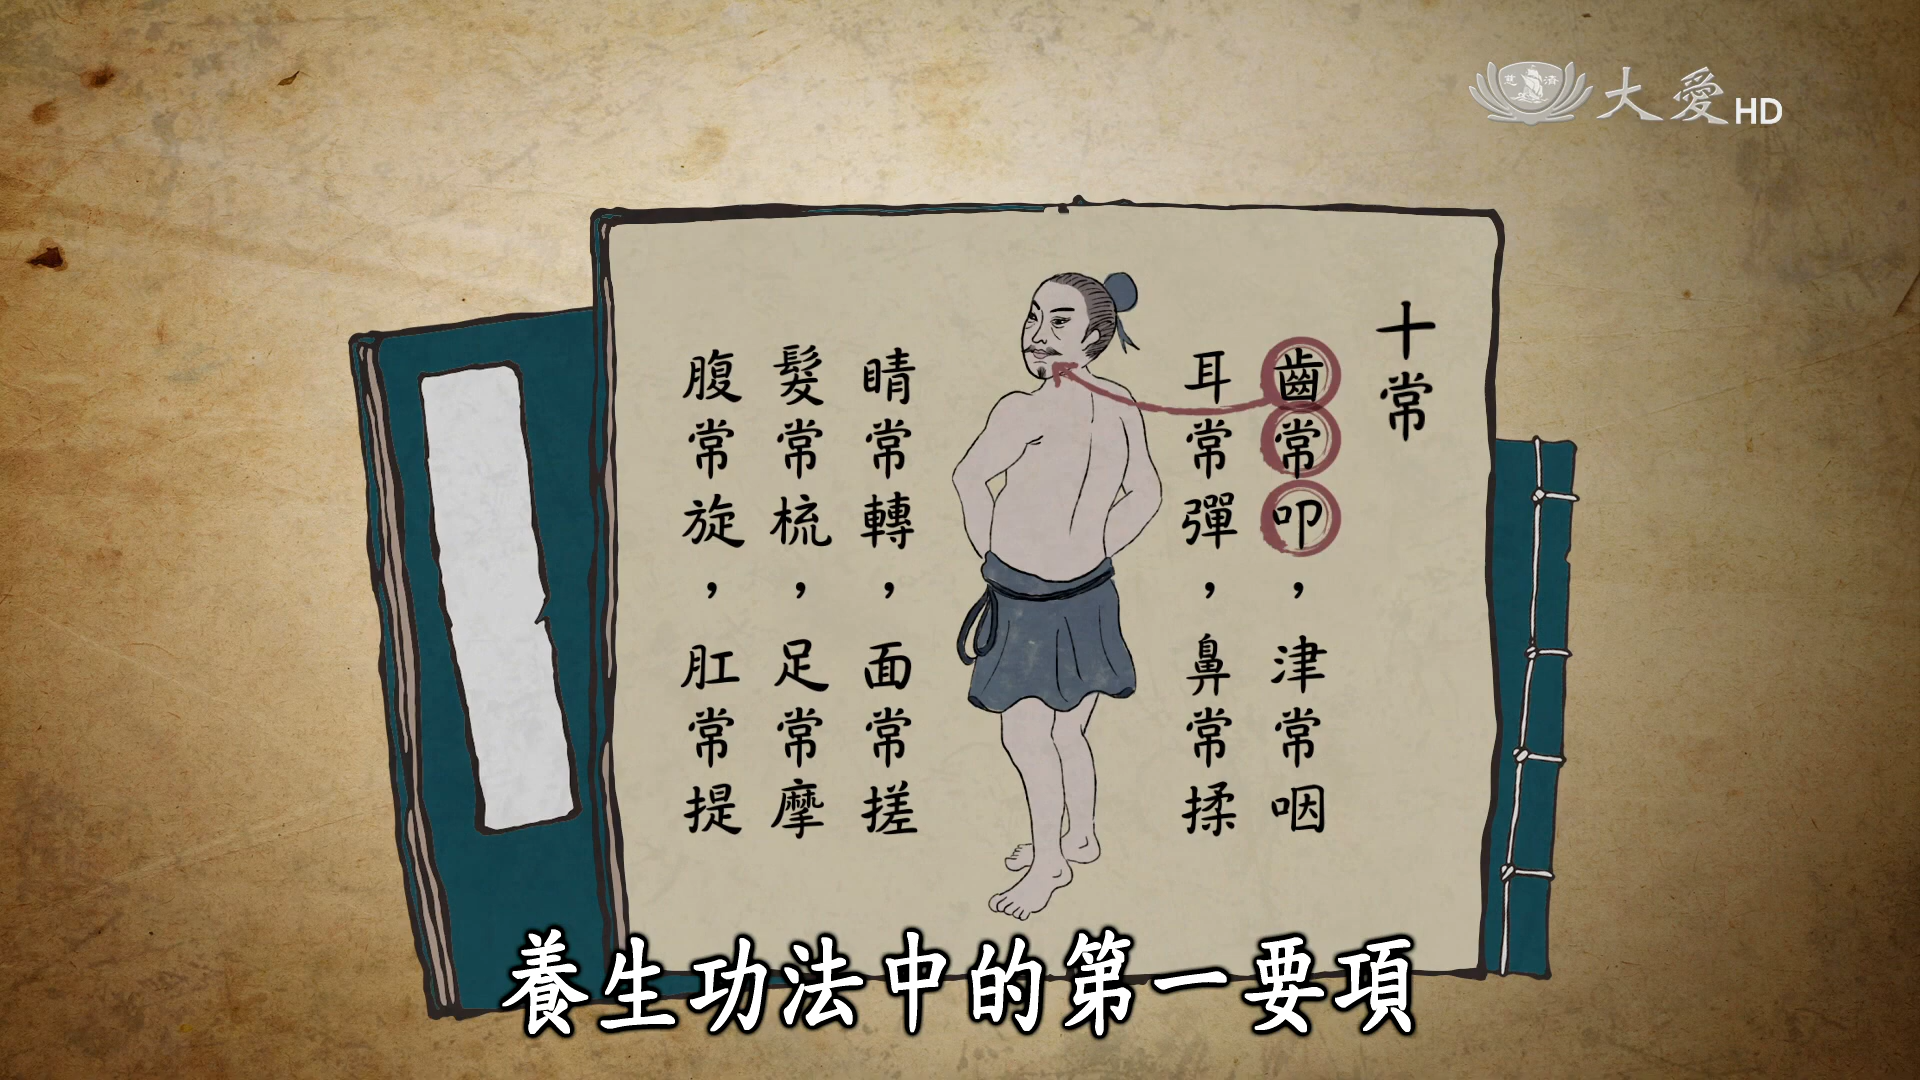 大愛HD
十常
齒常叩，津常咽
耳常彈，鼻常揉
睛常轉，面常搓
髮常梳，足常摩
腹常旋，肛常提
養生功法中的第一要項